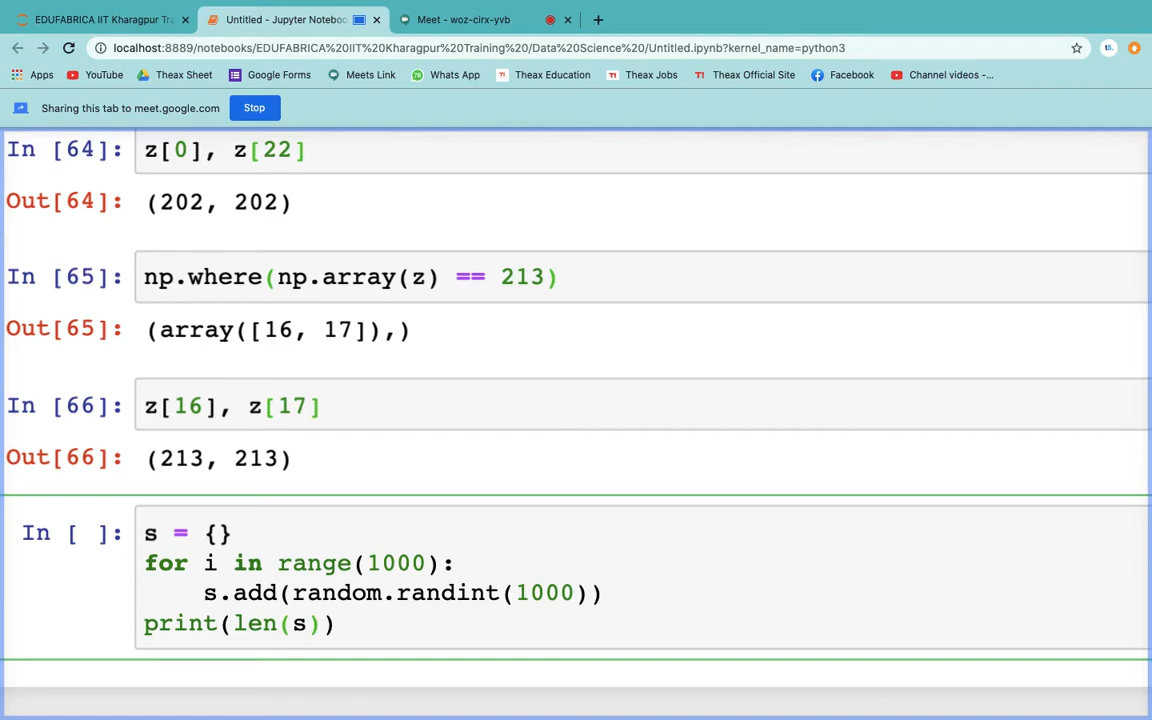 EDUFABRICA IIT Kharagpur Tra
Untitled - Jupyter Noteboo
Meet - woz-cirx-yvb
localhost:8889/notebooks/EDUFABRICA%20IIT%20Kharagpur%20Training%20/Data%20Science%20/Untitled.ipynb?kernel_name=python3
Apps YouTube Theax Sheet Google Forms Meets Link Whats App Theax Education Theax Jobs Theax Official Site Facebook Channel videos -...
Sharing this tab to meet.google.com Stop
In [64]: z[0], z[22]
Out[64]: (202, 202)
In [65]: np.where(np.array(z) == 213)
Out[65]: (array([16, 17]),)
In [66]: z[16], z[17]
Out[66]: (213, 213)
In [ ]: s = {}
for i in range(1000):
s.add(random.randint(1000))
print(len(s))